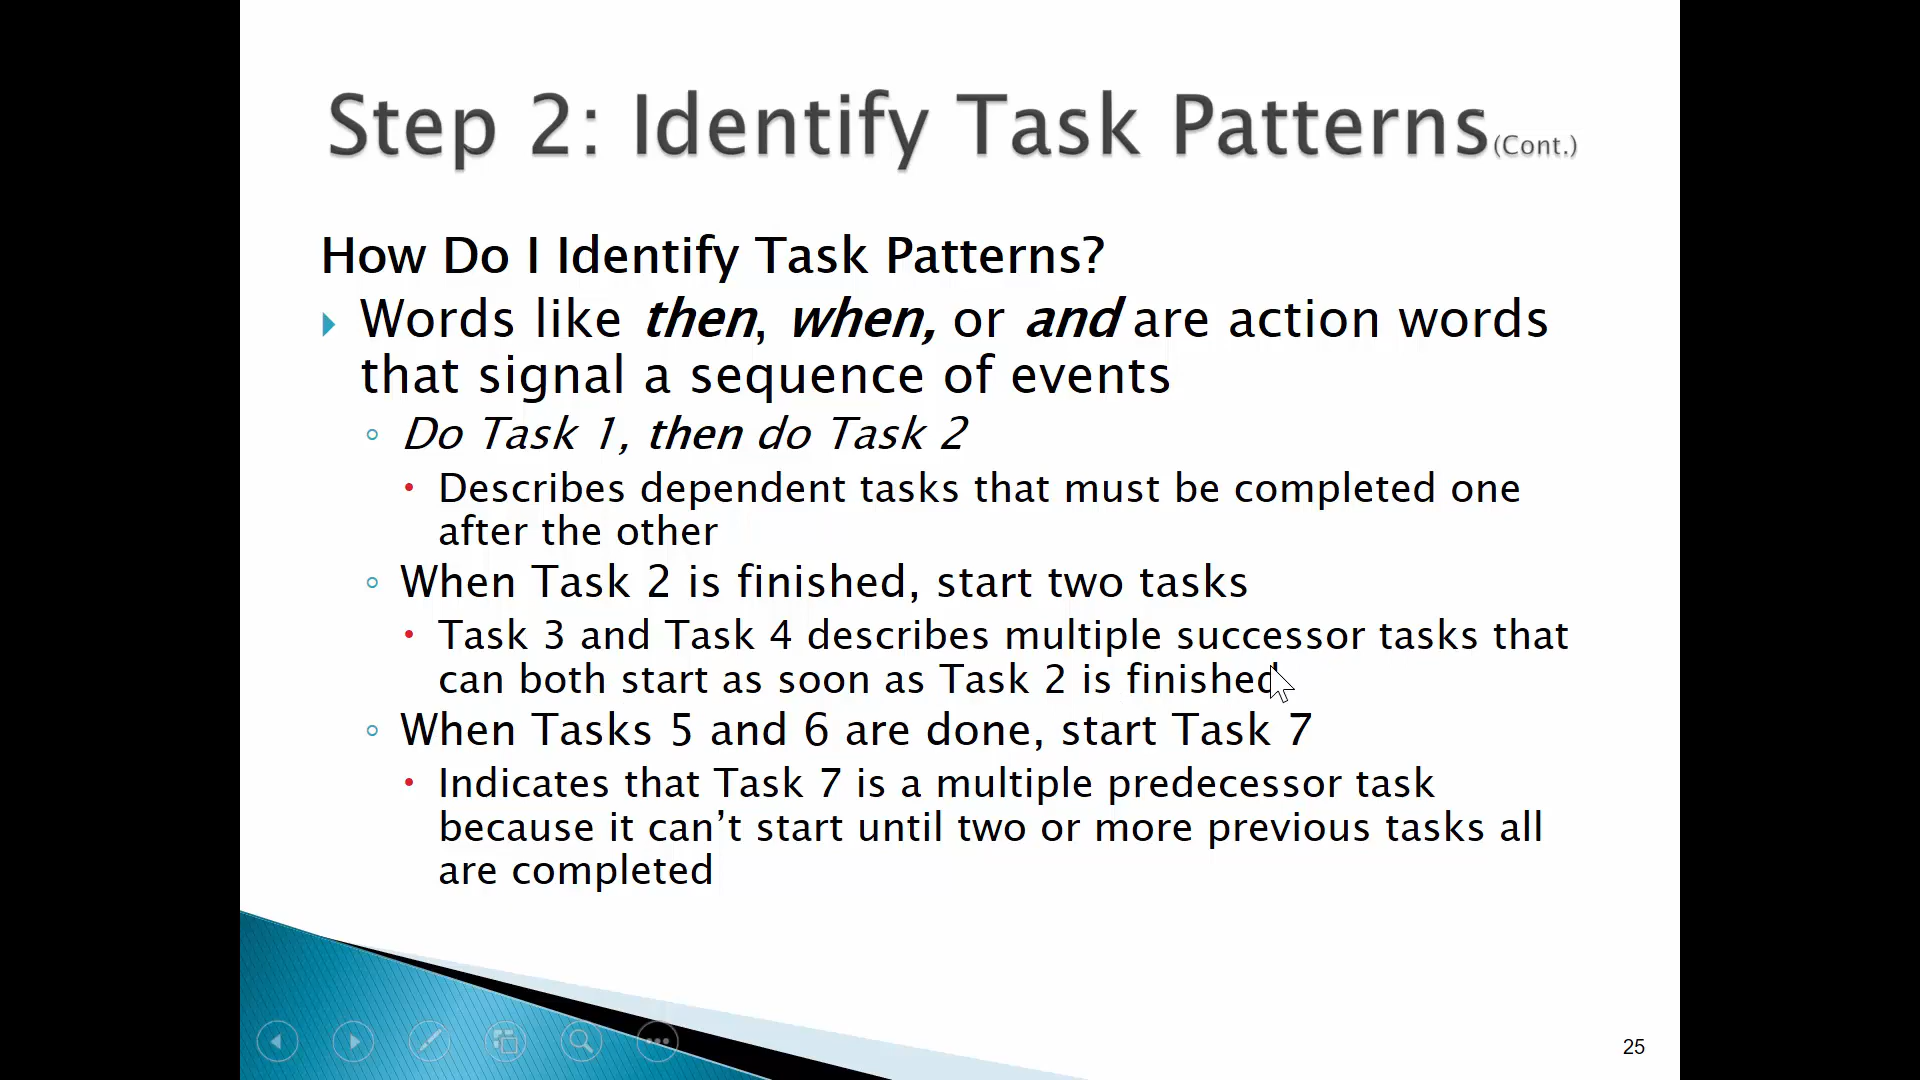 Step 2: Identify Task Patterns(Cont.)
How Do I Identify Task Patterns?
Words like then, when, or and are action words
that signal a sequence of events
Do Task 1, then do Task 2
Describes dependent tasks that must be completed one
after the other
When Task 2 is finished, start two tasks
Task 3 and Task 4 describes multiple successor tasks that
can both start as soon as Task 2 is finished
When Tasks 5 and 6 are done, start Task 7
Indicates that Task 7 is a multiple predecessor task
because it can’t start until two or more previous tasks all
are completed
25